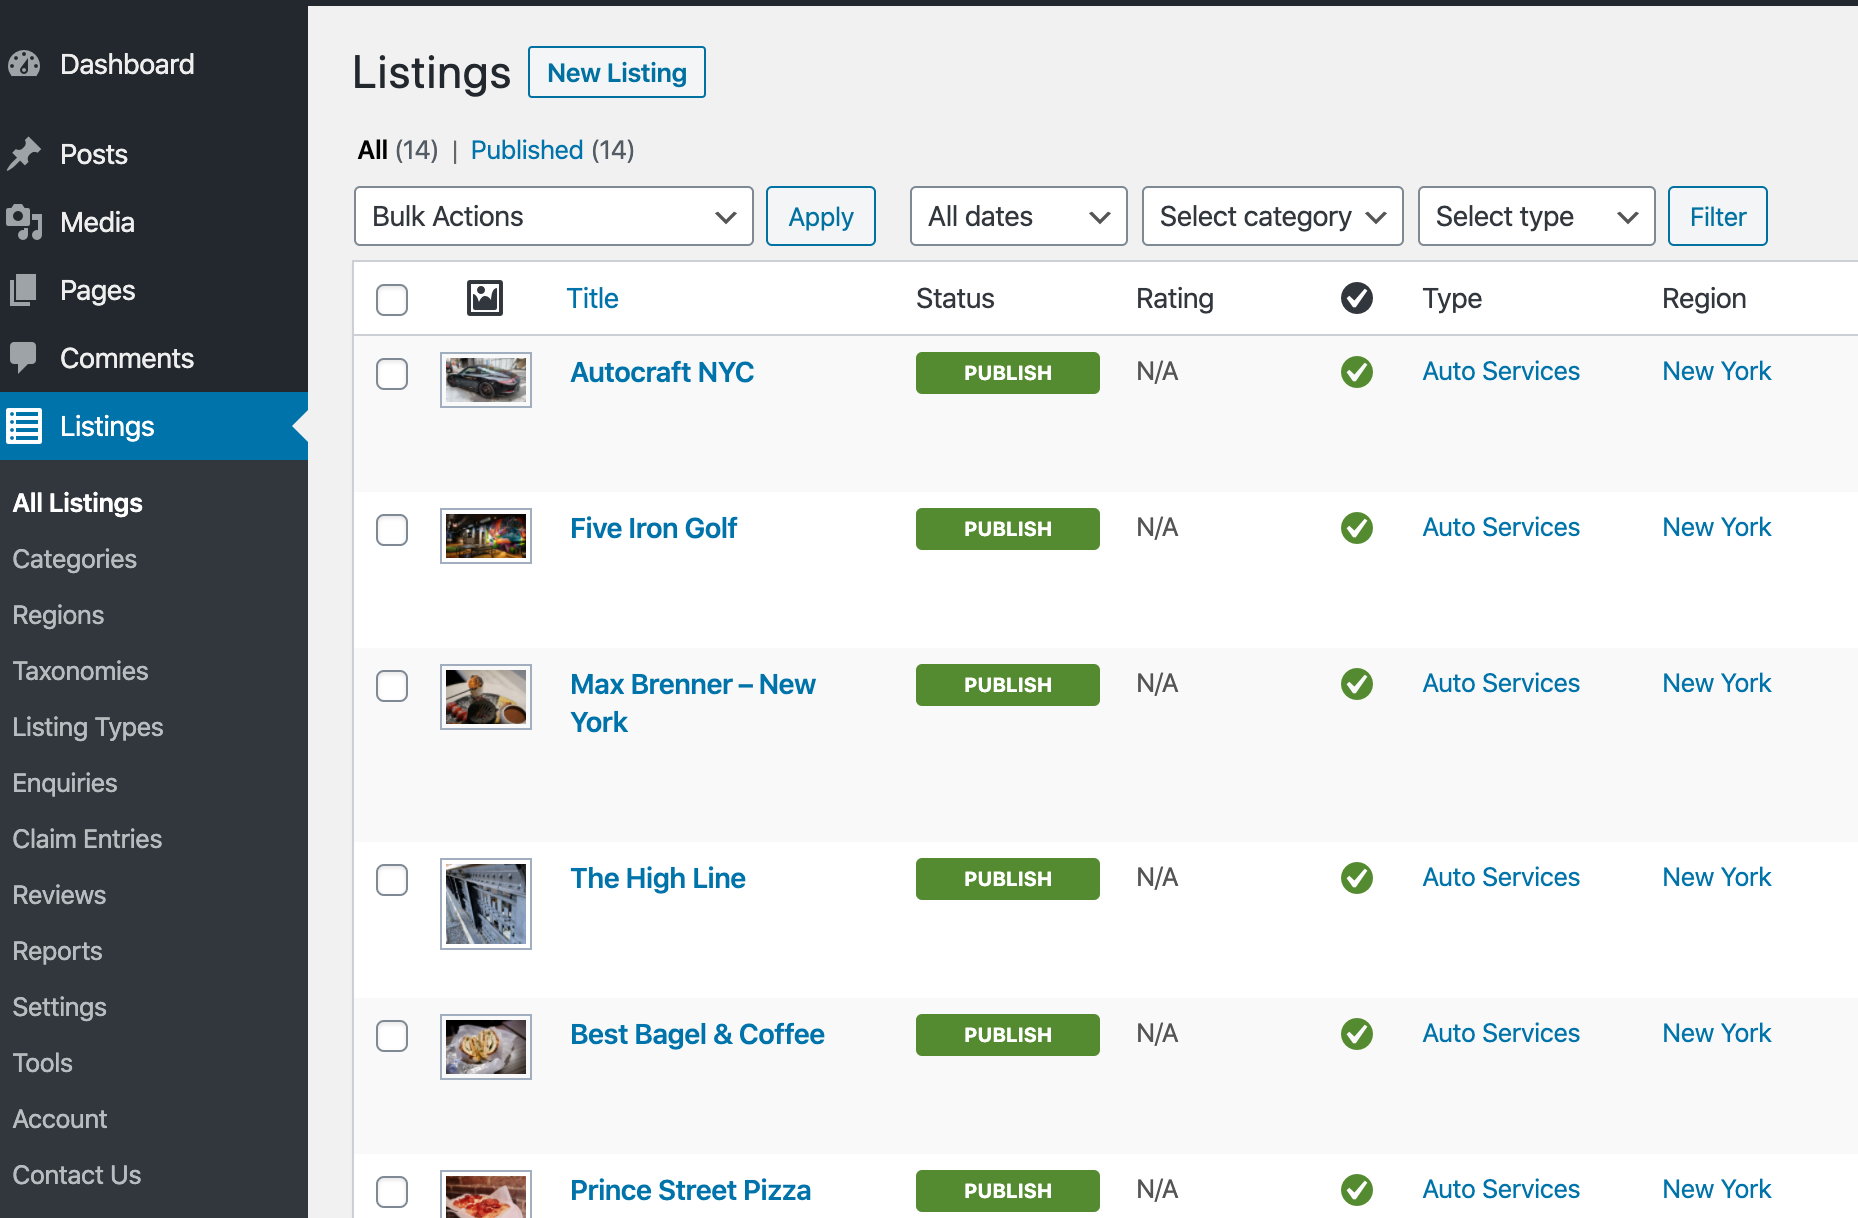 Dashboard
Posts
Media
Pages
Comments
Listings
All Listings
Categories
Regions
Taxonomies
Listing Types
Enquiries
Claim Entries
Reviews
Reports
Settings
Tools
Account
Contact Us
Listings New Listing
All (14) | Published (14)
Bulk Actions Apply All dates Select category Select type Filter
Title Status Rating Type Region
Autocraft NYC PUBLISH N/A Auto Services New York
Five Iron Golf PUBLISH N/A Auto Services New York
Max Brenner – New PUBLISH N/A Auto Services New York
York
The High Line PUBLISH N/A Auto Services New York
Best Bagel & Coffee PUBLISH N/A Auto Services New York
Prince Street Pizza PUBLISH N/A Auto Services New York